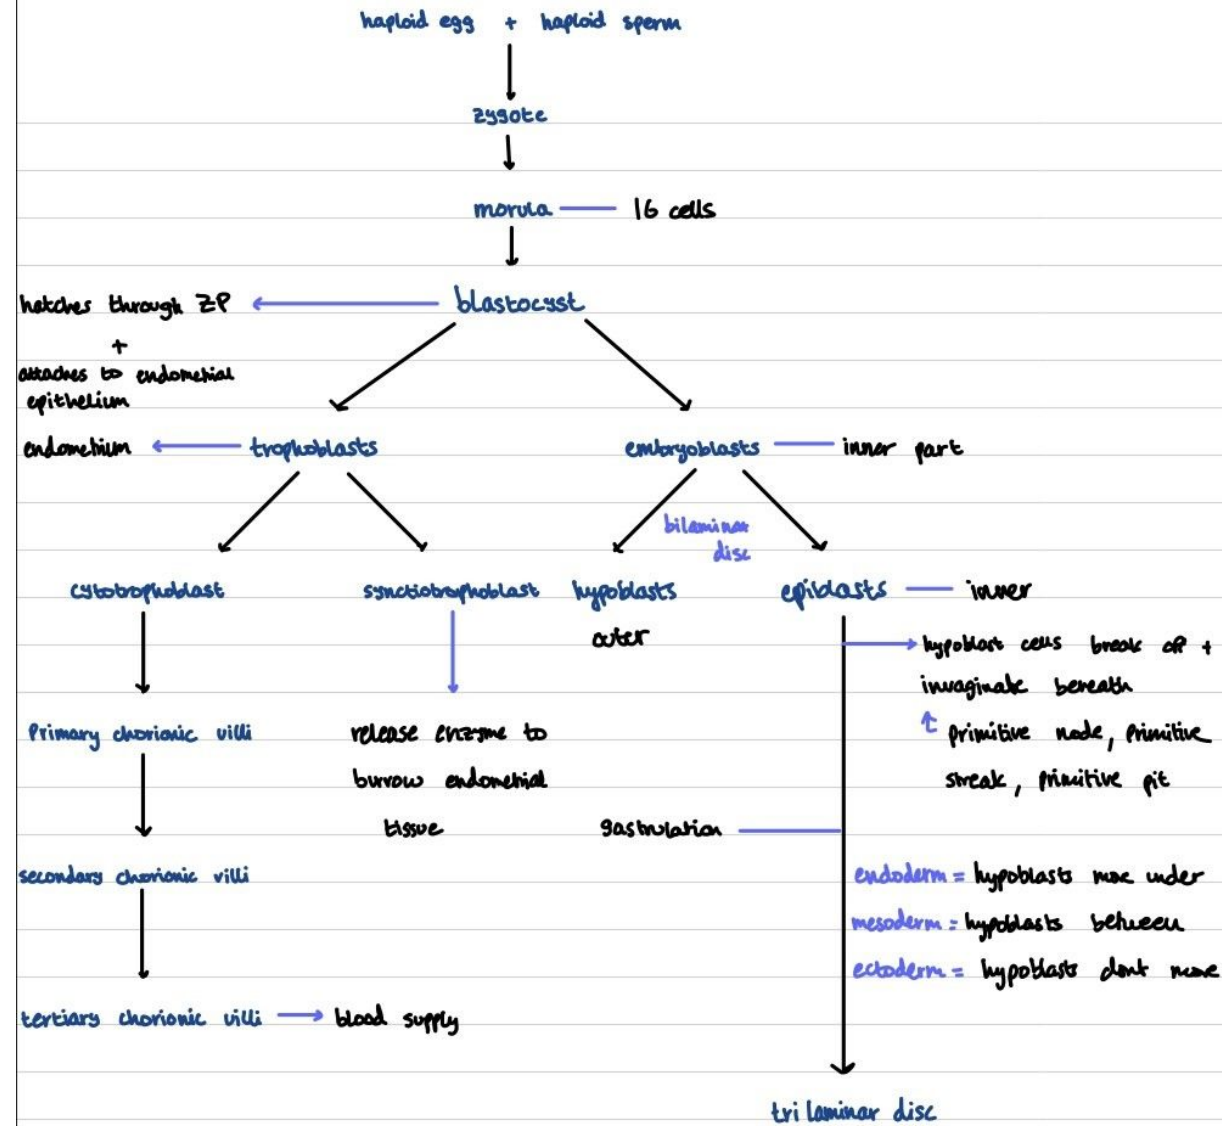 haploid egg + haploid sperm
zygote
morula
16 cells
hatches through ZP
blastocyst
+
attaches to endometrial
epithelium
endometrium
trophoblasts
embryoblasts
inner part
bilaminar
disc
cytotrophoblast
synctiotrophoblast
hypoblasts
outer
epiblasts
inner
hypoblast cells break off +
invaginate beneath
primitive node, primitive
streak, primitive pit
Primary chorionic villi
release enzyme to
burrow endometrial
tissue
gastrulation
secondary chorionic villi
endoderm = hypoblasts move under
mesoderm = hypoblasts between
ectoderm = hypoblasts dont move
tertiary chorionic villi
blood supply
trilaminar disc